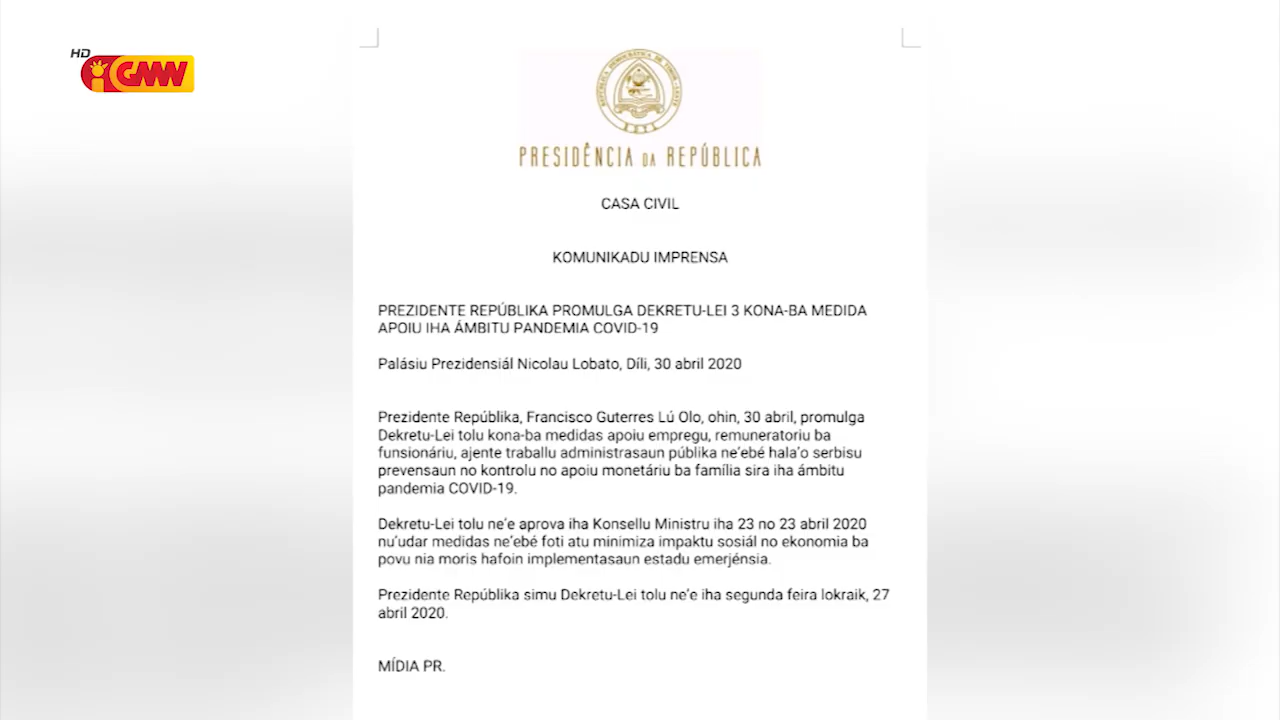 HD
GMN
PRESIDÊNCIA DA REPÚBLICA
CASA CIVIL
KOMUNIKADU IMPRENSA
PREZIDENTE REPÚBLIKA PROMULGA DEKRETU-LEI 3 KONA-BA MEDIDA
APOIU IHA ÁMBITU PANDEMIA COVID-19
Palásiu Prezidensiál Nicolau Lobato, Díli, 30 abril 2020
Prezidente Repúblika, Francisco Guterres Lú Olo, ohin, 30 abril, promulga
Dekretu-Lei tolu kona-ba medidas apoiu empregu, remuneratoriu ba
funsionáriu, ajente traballu administrasaun públika ne'ebé hala'o serbisu
prevensaun no kontrolu no apoiu monetáriu ba família sira iha ámbitu
pandemia COVID-19.
Dekretu-Lei tolu ne'e aprova iha Konsellu Ministru iha 23 no 23 abril 2020
nu'udar medidas ne'ebé foti atu minimiza impaktu sosiál no ekonomia ba
povu nia moris hafoin implementasaun estadu emerjénsia.
Prezidente Repúblika simu Dekretu-Lei tolu ne'e iha segunda feira lokraik, 27
abril 2020.
MÍDIA PR.